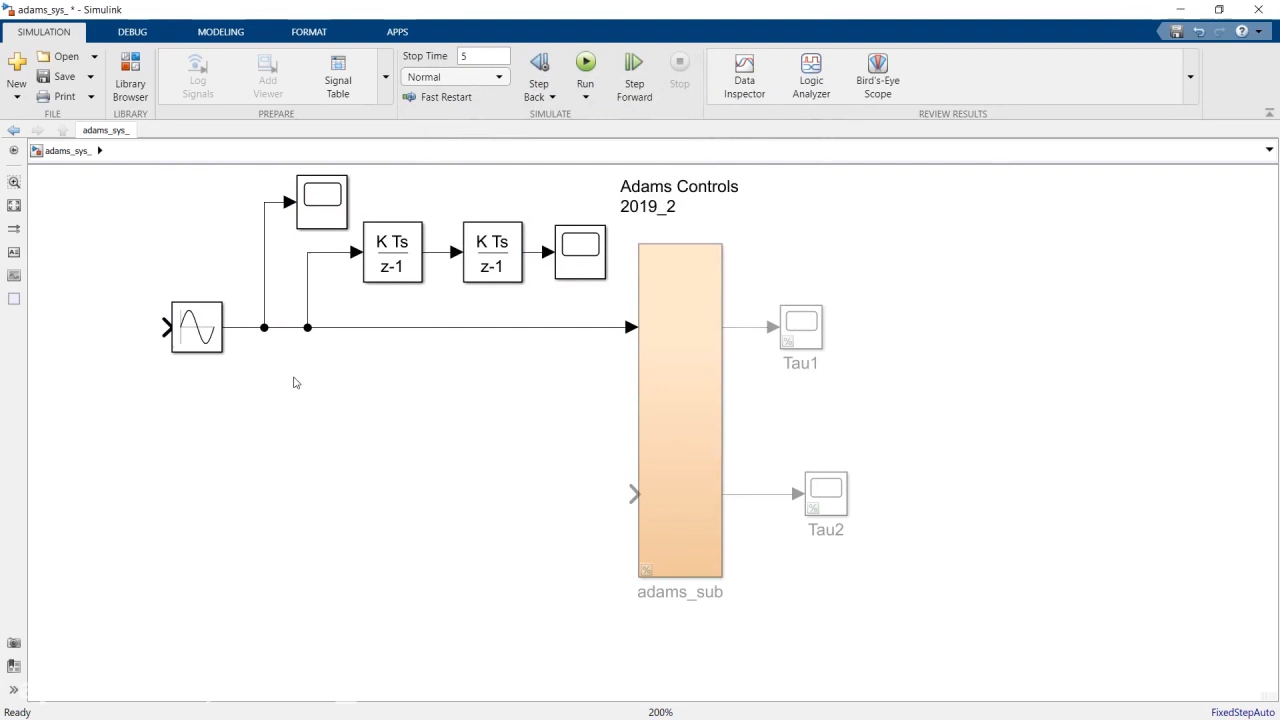 adams_sys_ * - Simulink
SIMULATION DEBUG MODELING FORMAT APPS
New
Open
Save
Print
FILE
Library
Browser
LIBRARY
Log
Signals
Add
Viewer
Signal
Table
PREPARE
Stop Time 5
Normal
Fast Restart
Step
Back
Run
Step
Forward
Stop
SIMULATE
Data
Inspector
Logic
Analyzer
Bird's-Eye
Scope
REVIEW RESULTS
adams_sys_
adams_sys_
Adams Controls
2019_2
K Ts
z-1
K Ts
z-1
%
Tau1
%
Tau2
%
adams_sub
Ready 200% FixedStepAuto